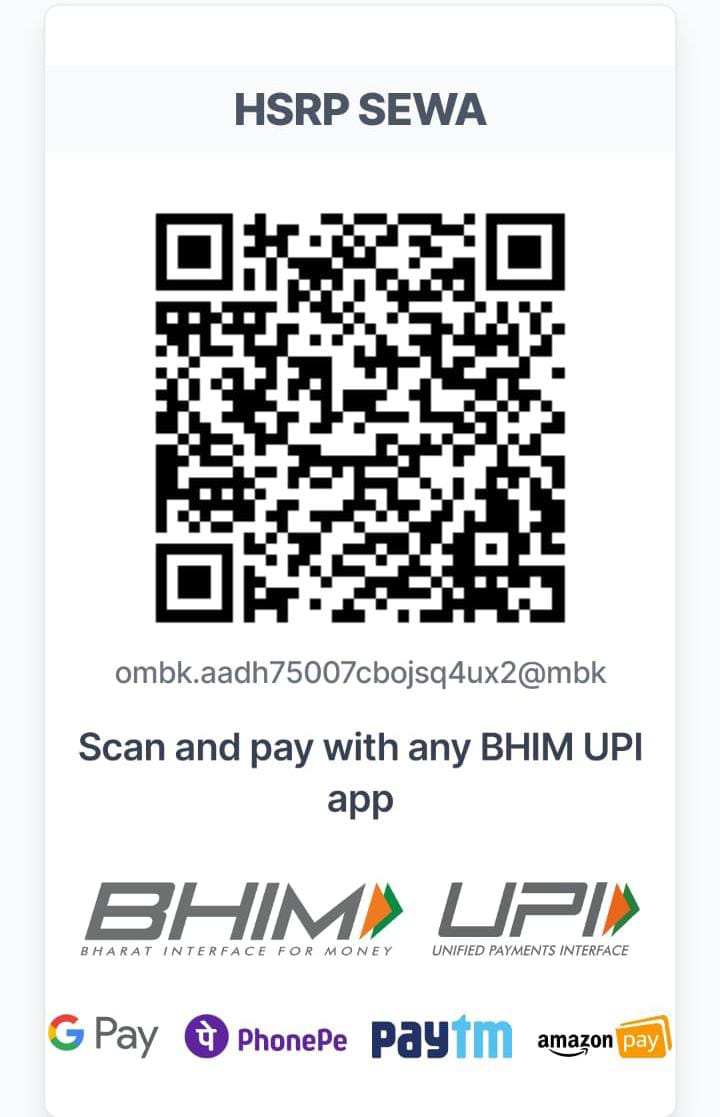 HSRP SEWA
ombk.aadh75007cbojsq4ux2@mbk
Scan and pay with any BHIM UPI
app
BHIM UPI
BHARAT INTERFACE FOR MONEY UNIFIED PAYMENTS INTERFACE
G Pay पे PhonePe paytm amazon pay